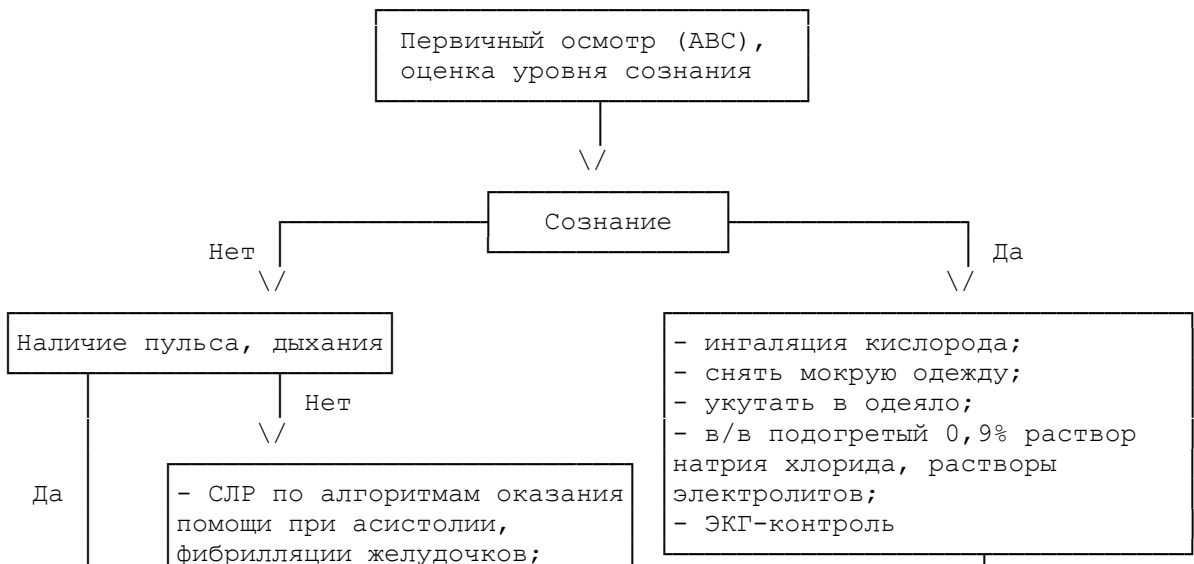 Первичный осмотр (ABC),
оценка уровня сознания
Сознание
Нет
Да
Наличие пульса, дыхания
Нет
Да
- СЛР по алгоритмам оказания
помощи при асистолии,
фибрилляции желудочков;
- ингаляция кислорода;
- снять мокрую одежду;
- укутать в одеяло;
- в/в подогретый 0,9% раствор
натрия хлорида, растворы
электролитов;
- ЭКГ-контроль